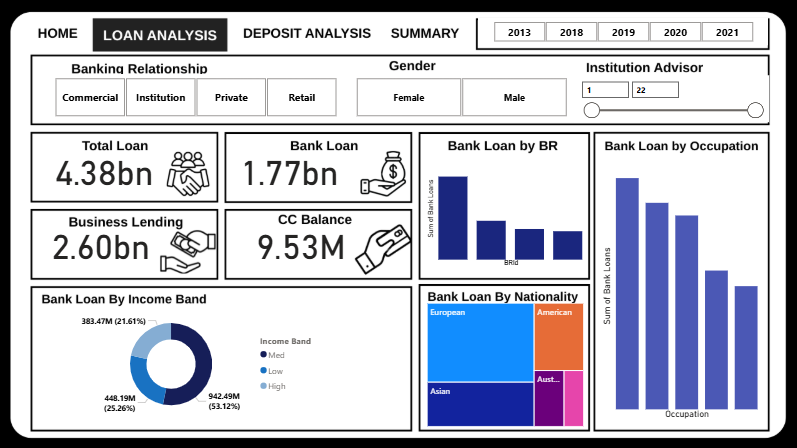 HOME LOAN ANALYSIS DEPOSIT ANALYSIS SUMMARY
2013 2018 2019 2020 2021
Banking Relationship
Gender
Institution Advisor
Commercial Institution Private Retail
Female Male
1 22
Total Loan
4.38bn
Bank Loan
1.77bn
Business Lending
2.60bn
CC Balance
9.53M
Bank Loan by BR
Sum of Bank Loans
BRId
Bank Loan by Occupation
Sum of Bank Loans
Occupation
Bank Loan By Income Band
383.47M (21.61%)
448.19M
(25.26%)
942.49M
(53.12%)
Income Band
Med
Low
High
Bank Loan By Nationality
European
American
Asian
Aust...